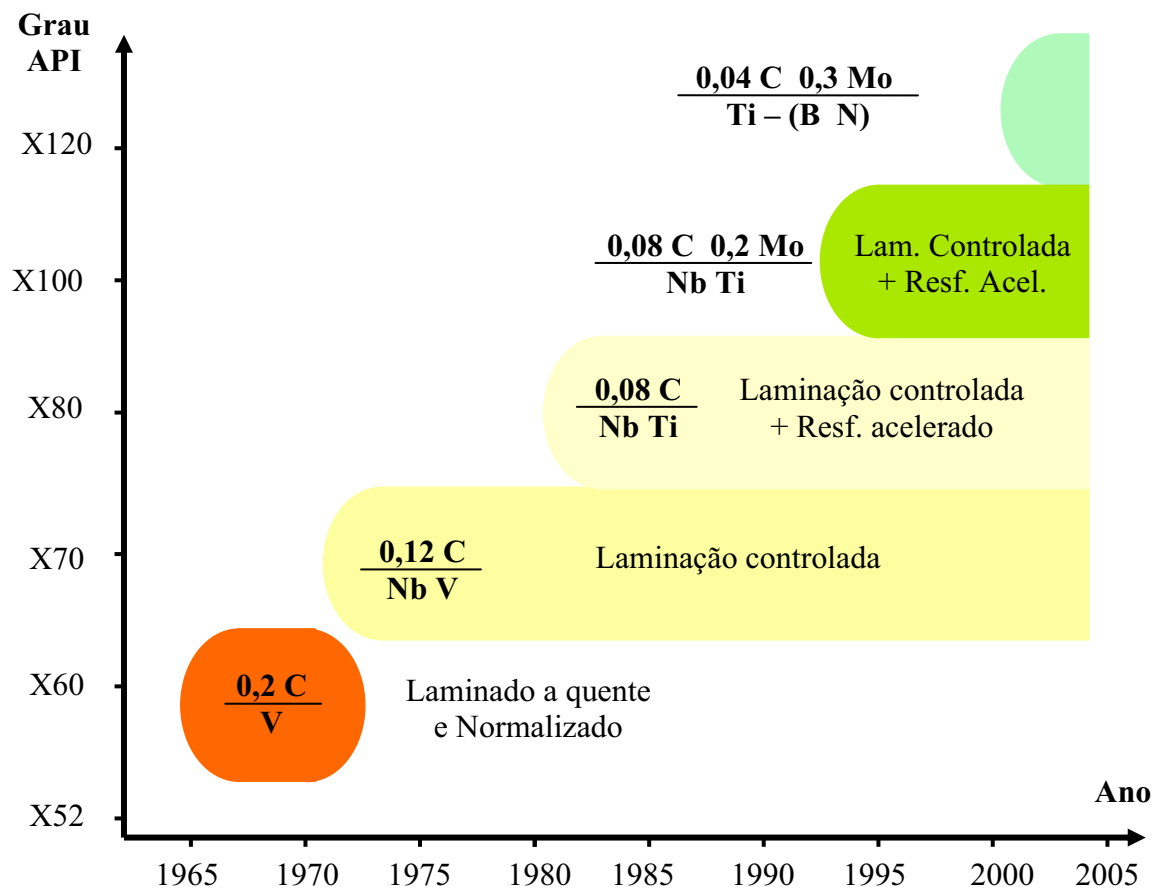 Grau
API
0,04 C 0,3 Mo
Ti – (B N)
X120
0,08 C 0,2 Mo
Nb Ti
Lam. Controlada
+ Resf. Acel.
X100
0,08 C
Nb Ti
Laminação controlada
+ Resf. acelerado
X80
0,12 C
Nb V
Laminação controlada
X70
0,2 C
V
Laminado a quente
e Normalizado
X60
X52
Ano
1965 1970 1975 1980 1985 1990 1995 2000 2005